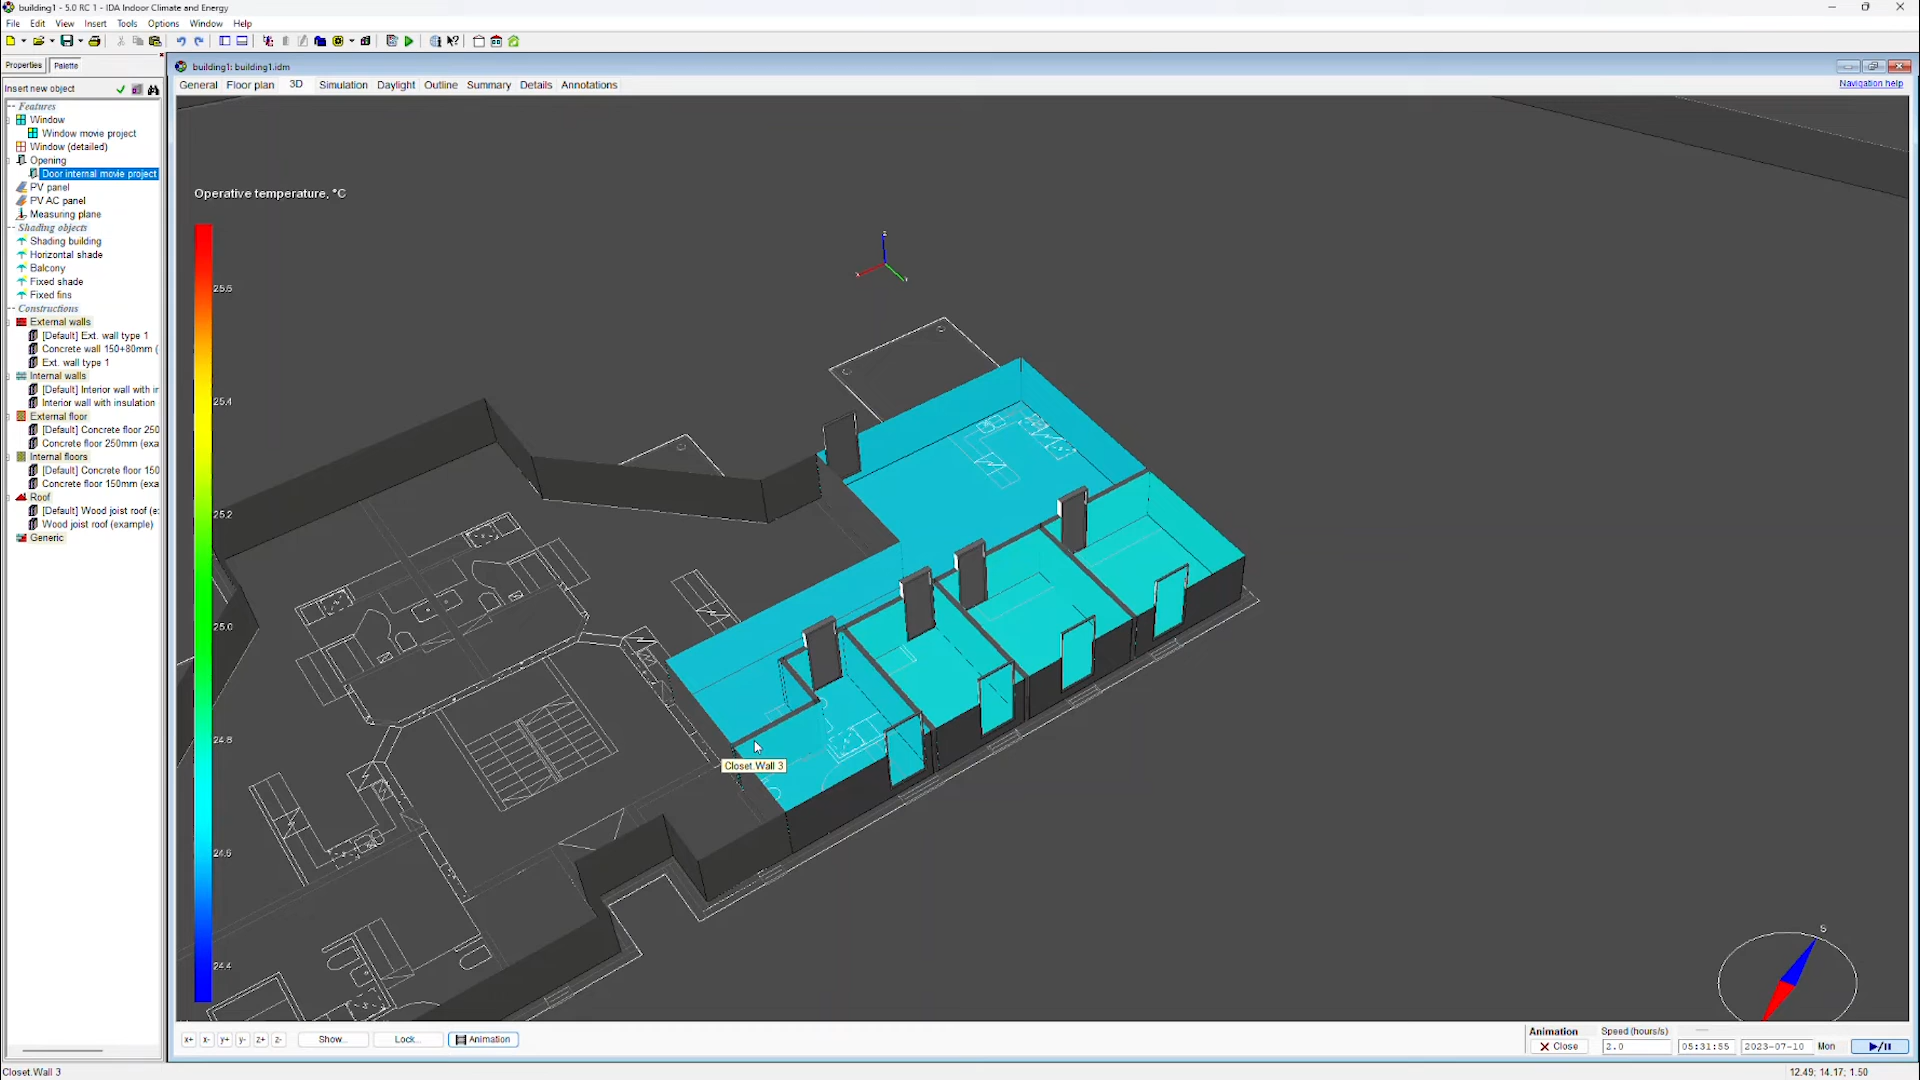 building1 - 5.0 RC 1 - IDA Indoor Climate and Energy
File Edit View Insert Tools Options Window Help
Properties Palette
building1: building1.idm
General Floor plan 3D Simulation Daylight Outline Summary Details Annotations
Navigation help
Insert new object
Features
Window
Window movie project
Window (detailed)
Opening
Door internal movie project
PV panel
PV AC panel
Measuring plane
Shading objects
Shading building
Horizontal shade
Balcony
Fixed shade
Fixed fins
Constructions
External walls
[Default] Ext. wall type 1
Concrete wall 150+80mm (
Ext. wall type 1
Internal walls
[Default] Interior wall with ir
Interior wall with insulation
External floor
[Default] Concrete floor 250
Concrete floor 250mm (exa
Internal floors
[Default] Concrete floor 150
Concrete floor 150mm (exa
Roof
[Default] Wood joist roof (e:
Wood joist roof (example)
Generic
Operative temperature, °C
25.5
25.4
25.2
25.0
24.8
24.6
24.4
Closet.Wall 3
S
x+ x- y+ y- z+ z- Show... Lock... Animation
Animation Speed (hours/s)
Close 2.0 05:31:55 2023-07-10 Mon
Closet.Wall 3
12.49; 14.17; 1.50